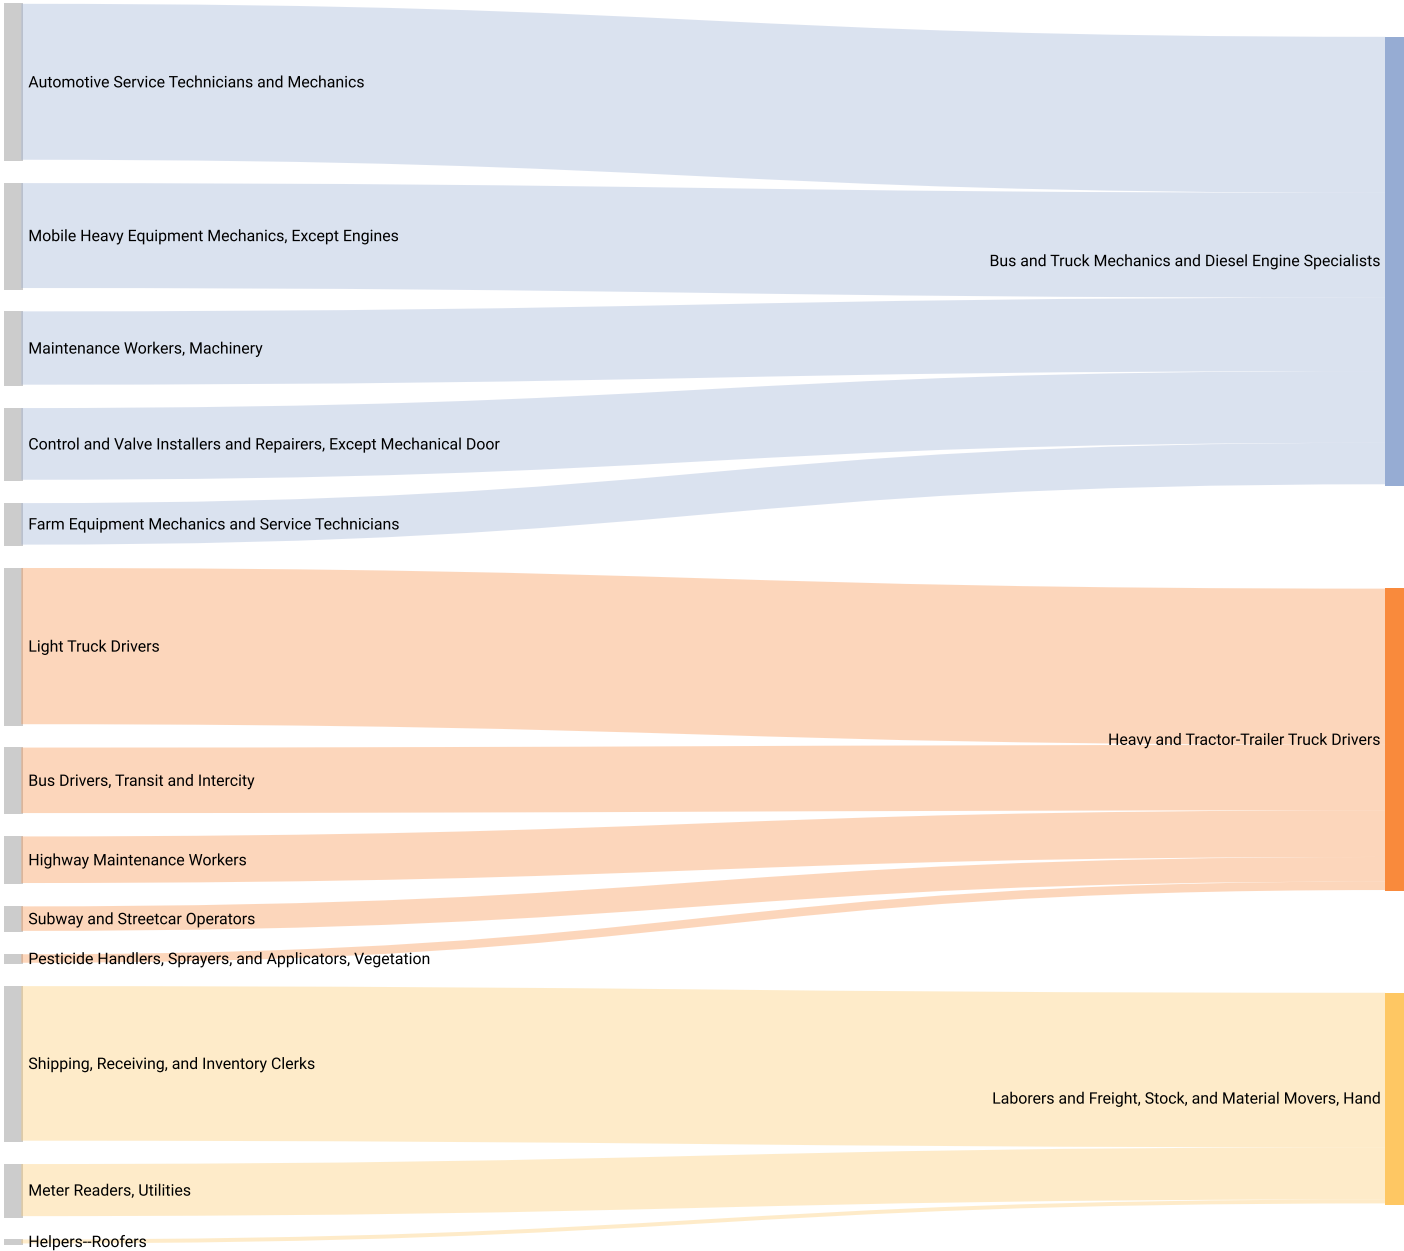 Automotive Service Technicians and Mechanics
Mobile Heavy Equipment Mechanics, Except Engines
Bus and Truck Mechanics and Diesel Engine Specialists
Maintenance Workers, Machinery
Control and Valve Installers and Repairers, Except Mechanical Door
Farm Equipment Mechanics and Service Technicians
Light Truck Drivers
Heavy and Tractor-Trailer Truck Drivers
Bus Drivers, Transit and Intercity
Highway Maintenance Workers
Subway and Streetcar Operators
Pesticide Handlers, Sprayers, and Applicators, Vegetation
Shipping, Receiving, and Inventory Clerks
Laborers and Freight, Stock, and Material Movers, Hand
Meter Readers, Utilities
Helpers--Roofers